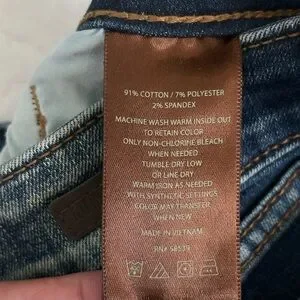 91% COTTON / 7% POLYESTER
2% SPANDEX
MACHINE WASH WARM INSIDE OUT
TO RETAIN COLOR
ONLY NON-CHLORINE BLEACH
WHEN NEEDED
TUMBLE DRY LOW
OR LINE DRY
WARM IRON AS NEEDED
WITH SYNTHETIC SETTINGS
COLOR MAY TRANSFER
WHEN NEW
MADE IN VIETNAM
RN# 58539